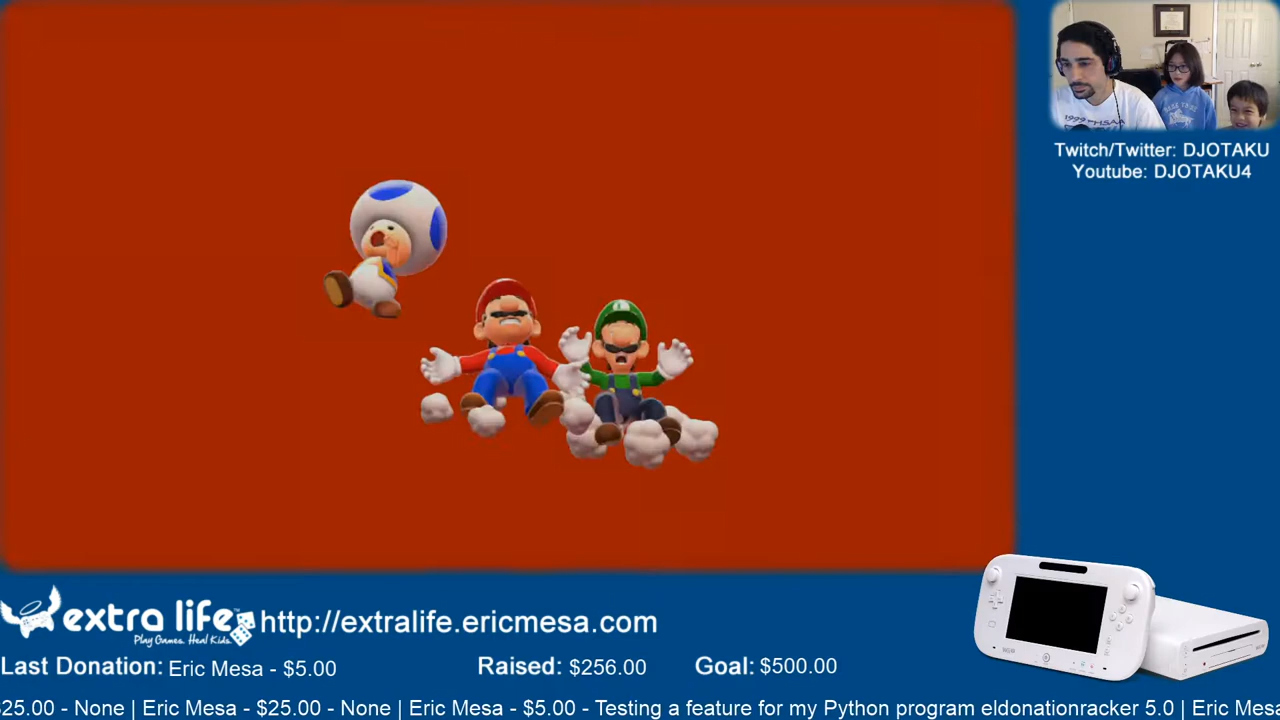 1999 FHSAA
Twitch/Twitter: DJOTAKU
Youtube: DJOTAKU4
extra life
Play Games. Heal Kids.
http://extralife.ericmesa.com
Last Donation: Eric Mesa - $5.00 Raised: $256.00 Goal: $500.00
$25.00 - None | Eric Mesa - $25.00 - None | Eric Mesa - $5.00 - Testing a feature for my Python program eldonationracker 5.0 | Eric Mesa